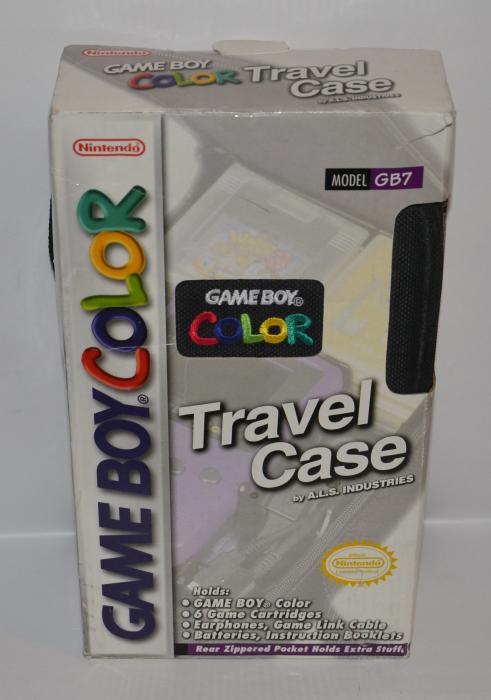 Nintendo
GAME BOY COLOR Travel Case
by A.L.S. INDUSTRIES
Nintendo
GAME BOY® COLOR
MODEL GB7
GAME BOY®
COLOR
Travel
Case
by A.L.S. INDUSTRIES
Nintendo
Holds:
• GAME BOY® Color
• 6 Game Cartridges
• Earphones, Game Link Cable
• Batteries, Instruction Booklets
Rear Zippered Pocket Holds Extra Stuff!